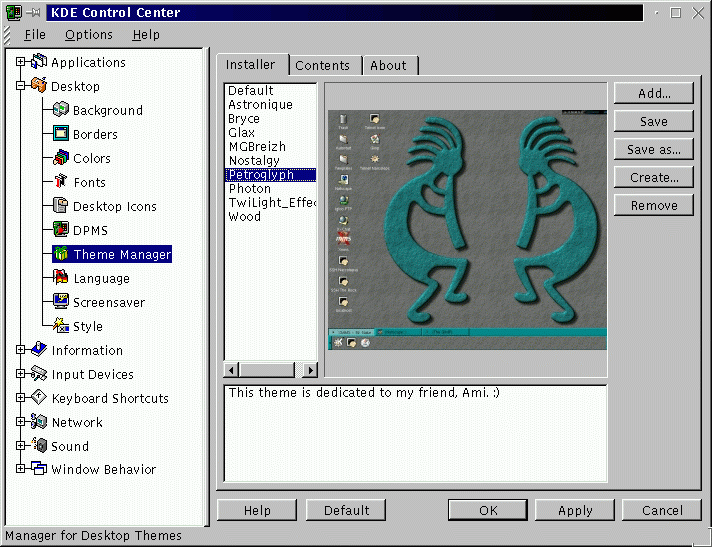 KDE Control Center
File Options Help
Applications
Desktop
Background
Borders
Colors
Fonts
Desktop Icons
DPMS
Theme Manager
Language
Screensaver
Style
Information
Input Devices
Keyboard Shortcuts
Network
Sound
Window Behavior
Installer Contents About
Default
Astronique
Bryce
Glax
MGBreizh
Nostalgy
Petroglyph
Photon
TwiLight_Effec
Wood
Trash
Templates
Add...
Save
Save as...
Create...
Remove
This theme is dedicated to my friend, Ami. :)
Help Default OK Apply Cancel
Manager for Desktop Themes